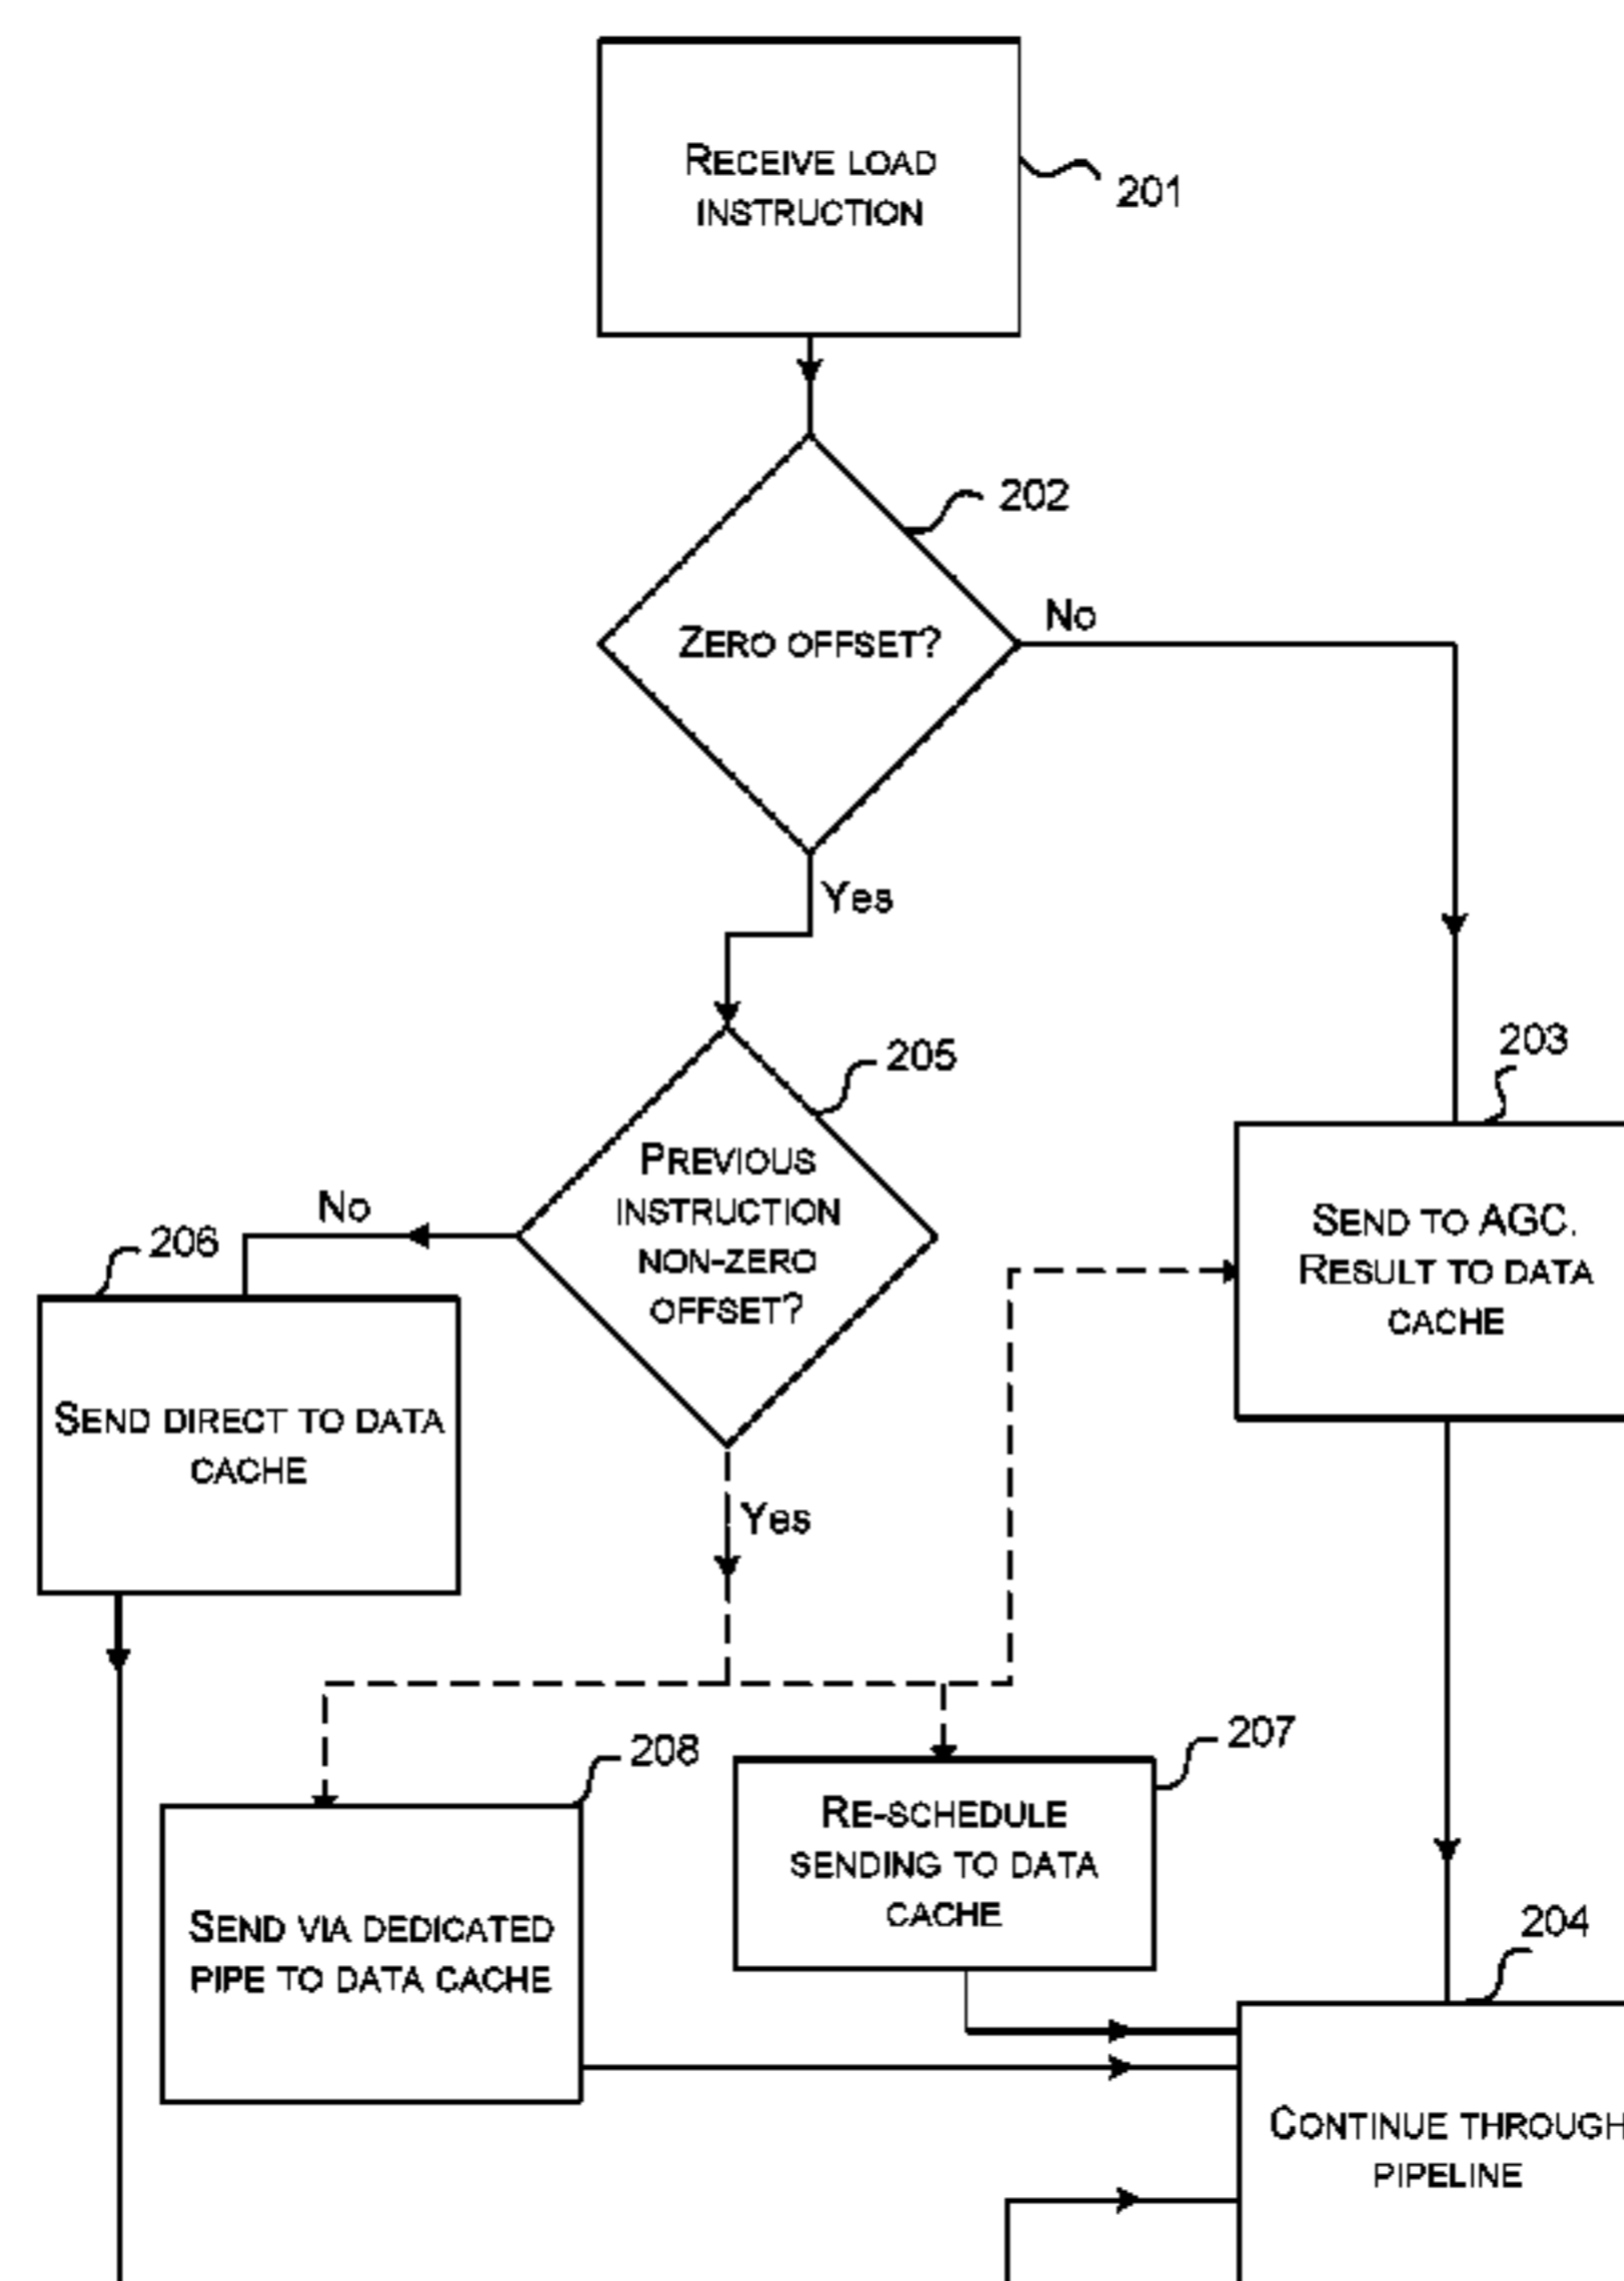 RECEIVE LOAD
INSTRUCTION
201
202
ZERO OFFSET?
No
Yes
203
205
PREVIOUS
INSTRUCTION
NON-ZERO
OFFSET?
No
206
SEND TO AGC.
RESULT TO DATA
CACHE
SEND DIRECT TO DATA
CACHE
Yes
207
208
RE-SCHEDULE
SENDING TO DATA
CACHE
204
SEND VIA DEDICATED
PIPE TO DATA CACHE
CONTINUE THROUGH
PIPELINE